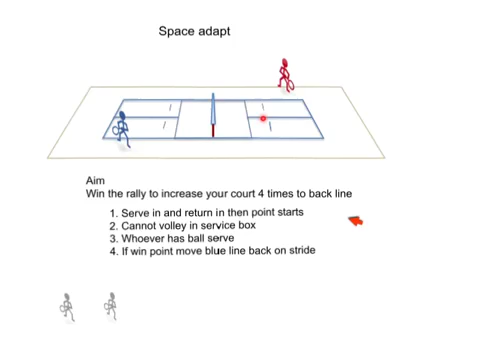 Space adapt
Aim
Win the rally to increase your court 4 times to back line
1. Serve in and return in then point starts
2. Cannot volley in service box
3. Whoever has ball serve
4. If win point move blue line back on stride